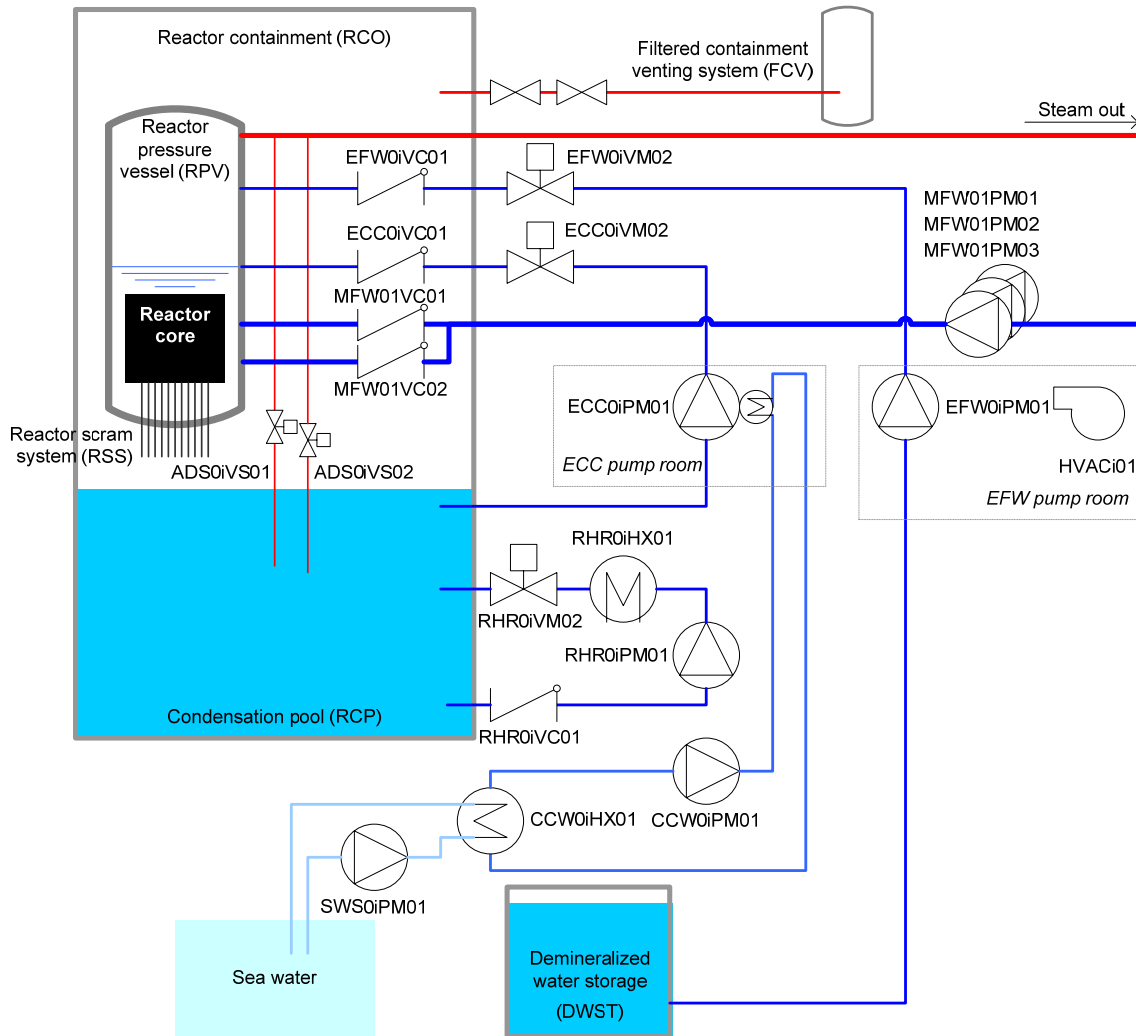 Reactor containment (RCO)
Filtered containment
venting system (FCV)
Steam out
Reactor
pressure
vessel (RPV)
EFW0iVC01
EFW0iVM02
MFW01PM01
MFW01PM02
MFW01PM03
ECC0iVC01
ECC0iVM02
MFW01VC01
Reactor
core
MFW01VC02
ECC0iPM01
EFW0iPM01
Reactor scram
system (RSS)
ADS0iVS01
ADS0iVS02
ECC pump room
HVACi01
EFW pump room
RHR0iHX01
RHR0iVM02
RHR0iPM01
Condensation pool (RCP)
RHR0iVC01
CCW0iHX01
CCW0iPM01
SWS0iPM01
Sea water
Demineralized
water storage
(DWST)